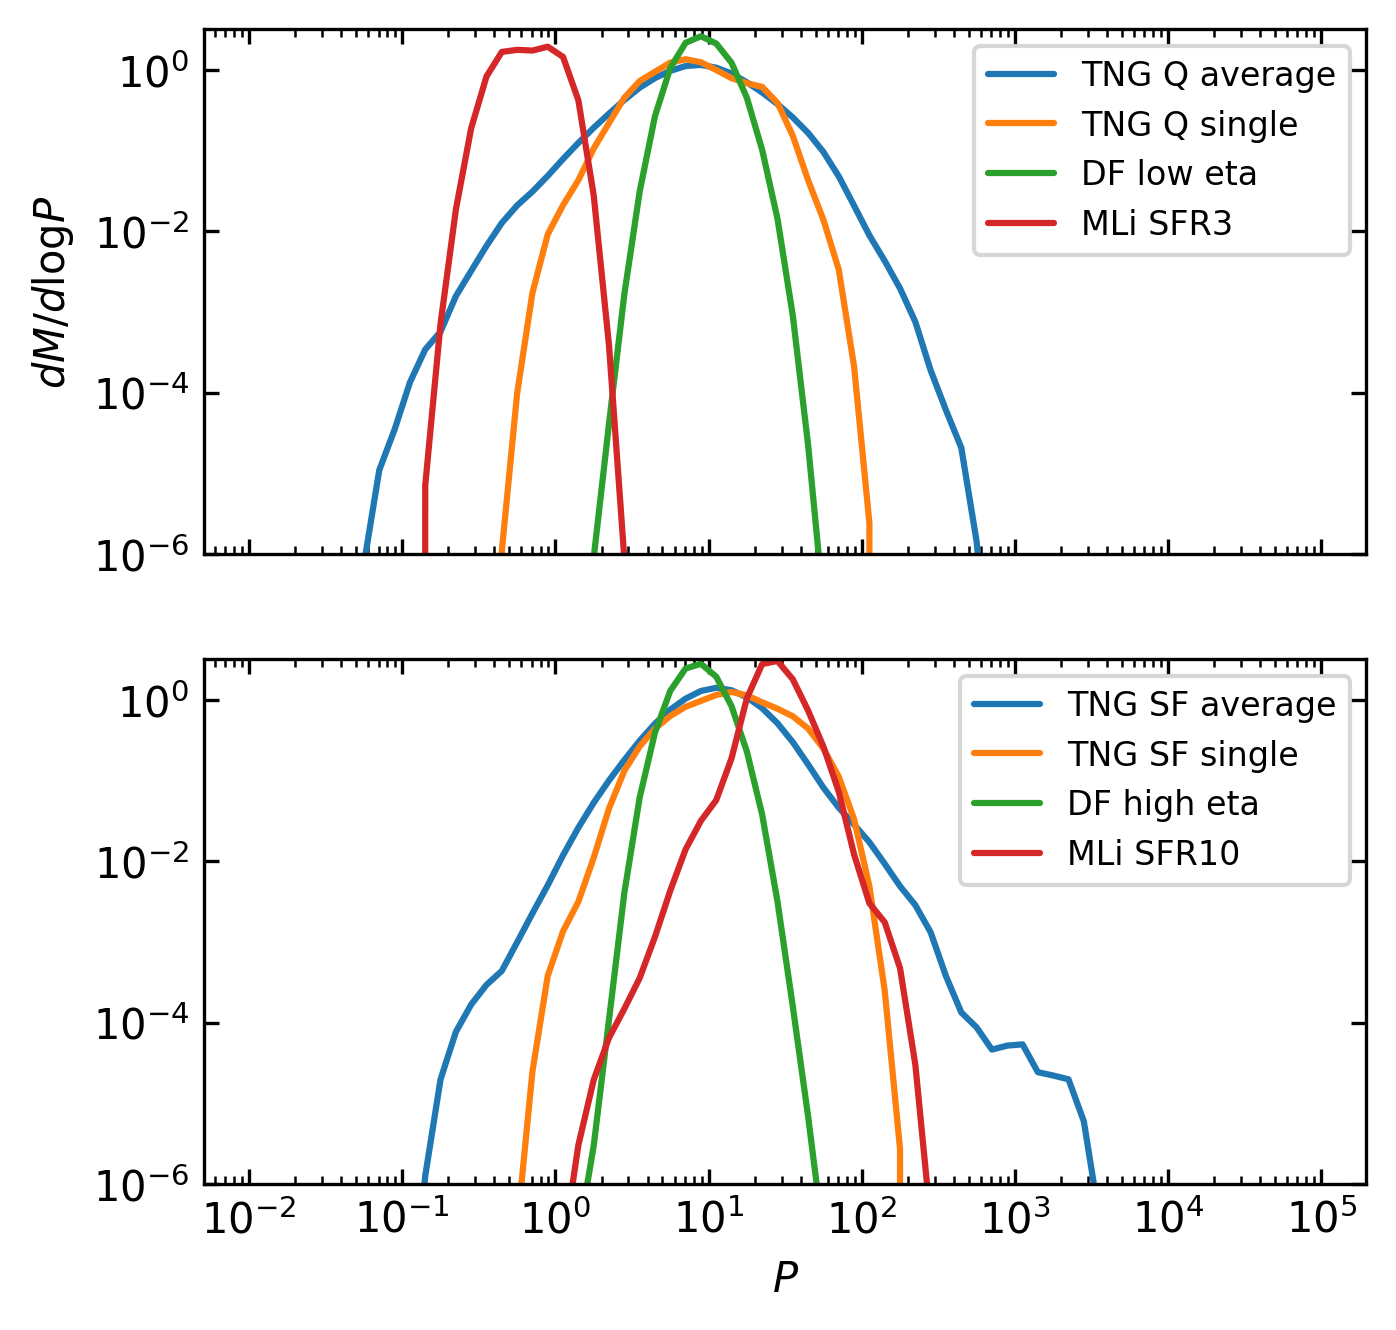 10⁰
10⁻²
10⁻⁴
10⁻⁶
dM/dlogP
TNG Q average
TNG Q single
DF low eta
MLi SFR3
10⁰
10⁻²
10⁻⁴
10⁻⁶
TNG SF average
TNG SF single
DF high eta
MLi SFR10
10⁻² 10⁻¹ 10⁰ 10¹ 10² 10³ 10⁴ 10⁵
P